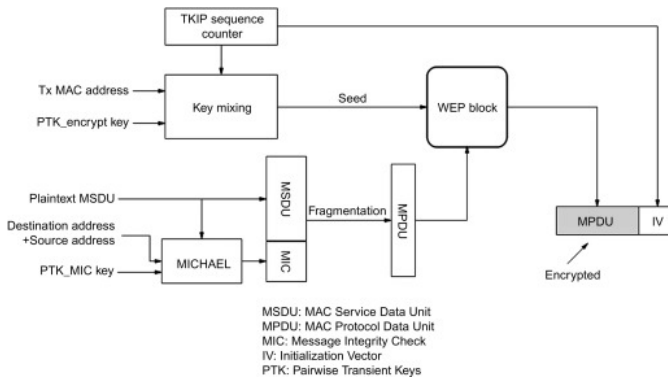 TKIP sequence
counter
Tx MAC address
Key mixing
PTK_encrypt key
Seed
WEP block
Plaintext MSDU
MSDU
Fragmentation
MPDU
Destination address
+Source address
MICHAEL
MIC
PTK_MIC key
MPDU
IV
Encrypted
MSDU: MAC Service Data Unit
MPDU: MAC Protocol Data Unit
MIC: Message Integrity Check
IV: Initialization Vector
PTK: Pairwise Transient Keys